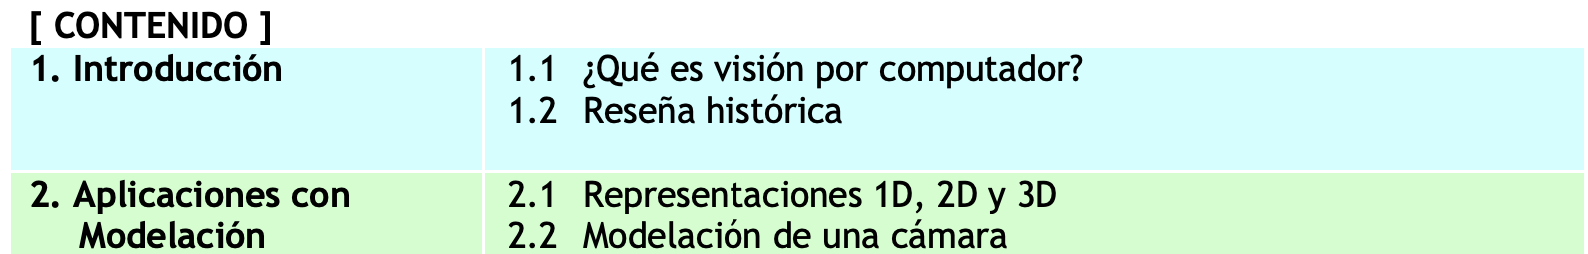 [ CONTENIDO ]
1. Introducción
1.1 ¿Qué es visión por computador?
1.2 Reseña histórica
2. Aplicaciones con
Modelación
2.1 Representaciones 1D, 2D y 3D
2.2 Modelación de una cámara